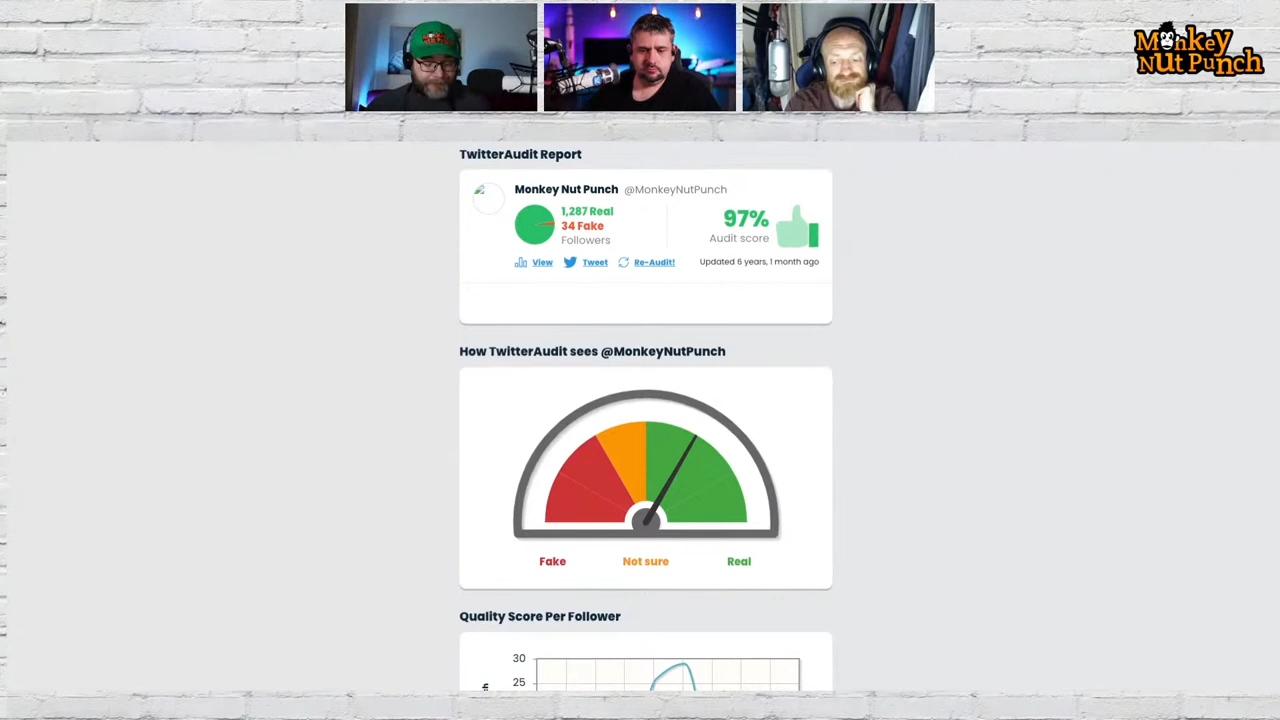 Monkey
Nut Punch
TwitterAudit Report
Monkey Nut Punch @MonkeyNutPunch
1,287 Real
34 Fake
Followers
97%
Audit score
View Tweet Re-Audit! Updated 6 years, 1 month ago
How TwitterAudit sees @MonkeyNutPunch
Fake Not sure Real
Quality Score Per Follower
30
25